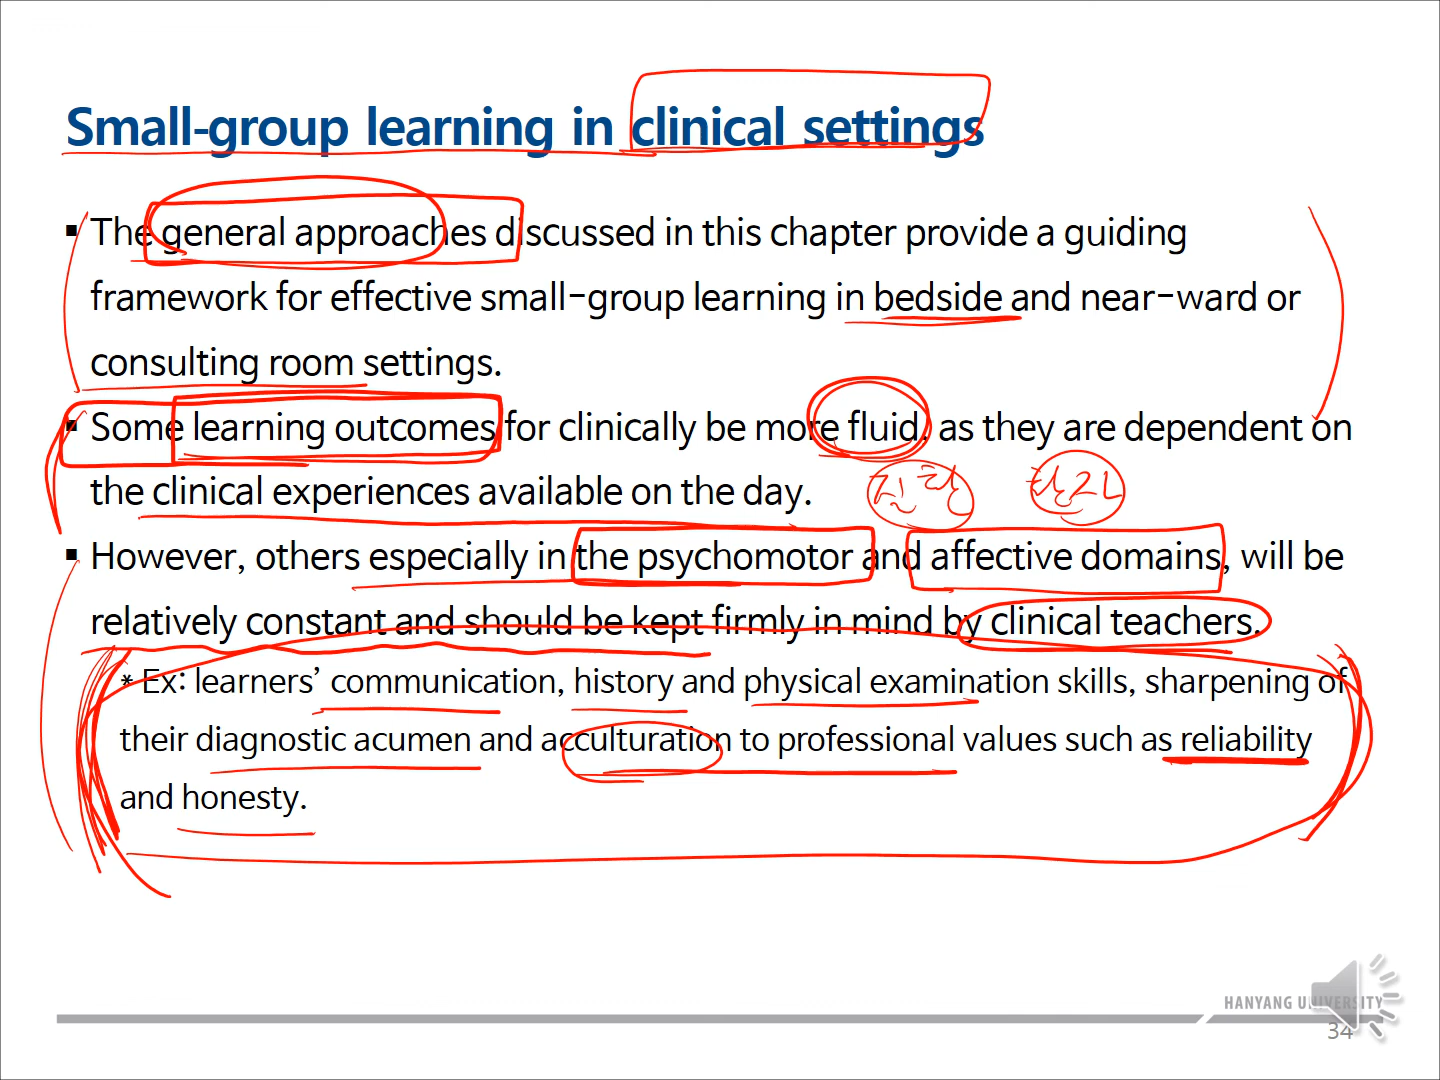 Small-group learning in clinical settings
▪ The general approaches discussed in this chapter provide a guiding
framework for effective small-group learning in bedside and near-ward or
consulting room settings.
▪ Some learning outcomes for clinically be more fluid, as they are dependent on
the clinical experiences available on the day.
▪ However, others especially in the psychomotor and affective domains, will be
relatively constant and should be kept firmly in mind by clinical teachers.
* Ex: learners’ communication, history and physical examination skills, sharpening of
their diagnostic acumen and acculturation to professional values such as reliability
and honesty.
HANYANG UNIVERSITY
34